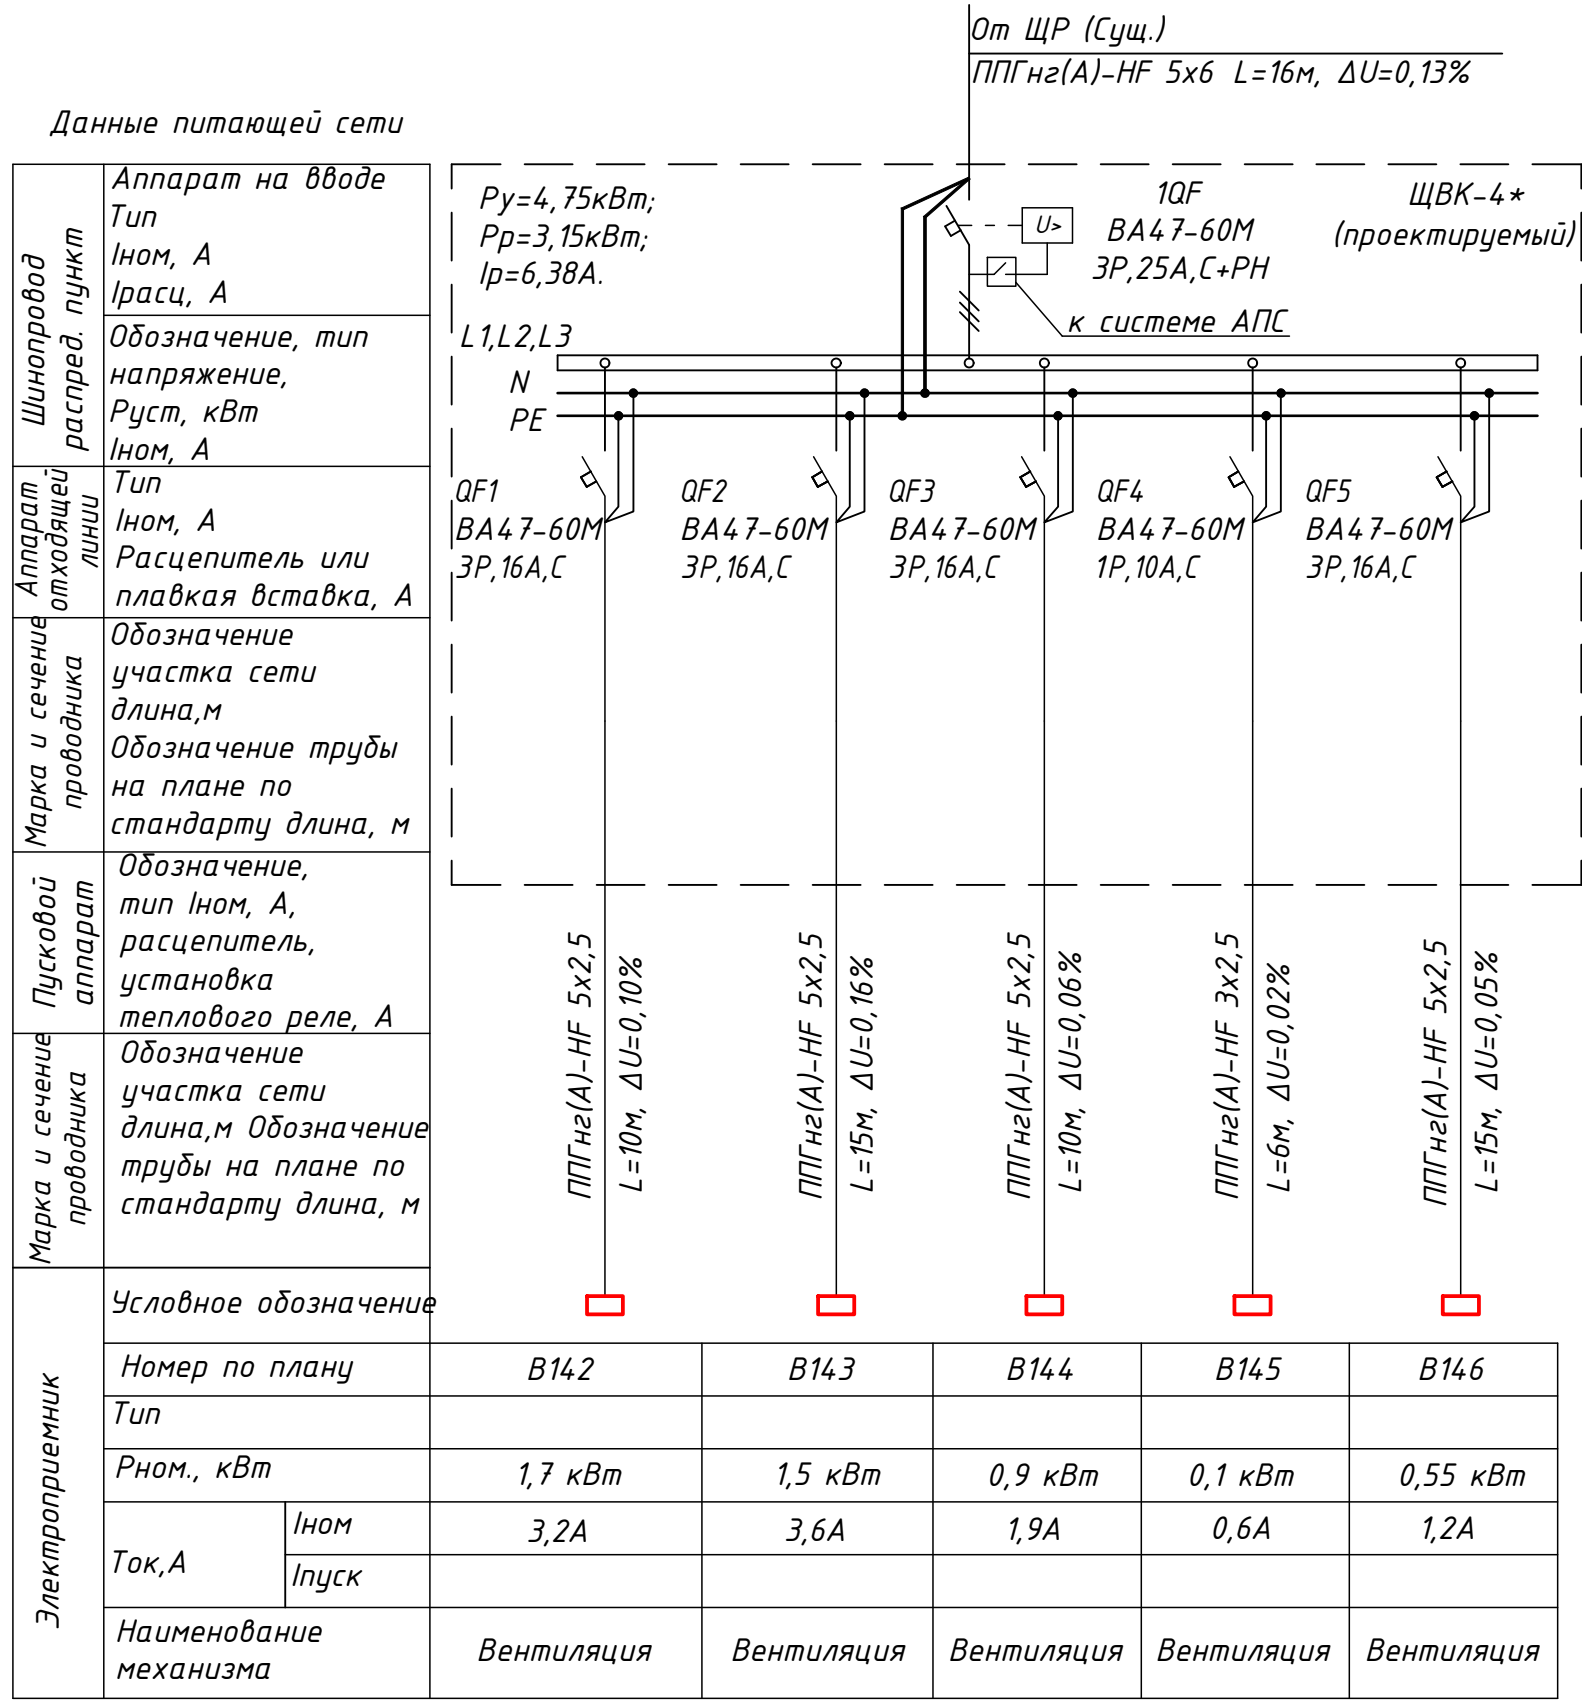 От ЩР (Сущ.)
ППГнг(А)-HF 5х6 L=16м, ΔU=0,13%
Данные питающей сети
Шинопровод
распред. пункт
Аппарат на вводе
Тип
Iном, А
Iрасц, А
Обозначение, тип
напряжение,
Руст, кВт
Iном, А
Аппарат
отходящей
линии
Тип
Iном, А
Расцепитель или
плавкая вставка, А
Марка и сечение
проводника
Обозначение
участка сети
длина,м
Обозначение трубы
на плане по
стандарту длина, м
Пусковой
аппарат
Обозначение,
тип Iном, А,
расцепитель,
установка
теплового реле, А
Марка и сечение
проводника
Обозначение
участка сети
длина,м Обозначение
трубы на плане по
стандарту длина, м
Ру=4,75кВт;
Рр=3,15кВт;
Iр=6,38А.
1QF
ВА47-60М
3Р,25А,С+РН
U>
ЩВК-4*
(проектируемый)
к системе АПС
L1,L2,L3
N
PE
QF1
ВА47-60М
3Р,16А,С
QF2
ВА47-60М
3Р,16А,С
QF3
ВА47-60М
3Р,16А,С
QF4
ВА47-60М
1Р,10А,С
QF5
ВА47-60М
3Р,16А,С
ППГнг(А)-HF 5х2,5
L=10м, ΔU=0,10%
ППГнг(А)-HF 5х2,5
L=15м, ΔU=0,16%
ППГнг(А)-HF 5х2,5
L=10м, ΔU=0,06%
ППГнг(А)-HF 3х2,5
L=6м, ΔU=0,02%
ППГнг(А)-HF 5х2,5
L=15м, ΔU=0,05%
Электроприемник
Условное обозначение
Номер по плану В142 В143 В144 В145 В146
Тип
Рном., кВт 1,7 кВт 1,5 кВт 0,9 кВт 0,1 кВт 0,55 кВт
Ток,А
Iном 3,2А 3,6А 1,9А 0,6А 1,2А
Iпуск
Наименование
механизма
Вентиляция Вентиляция Вентиляция Вентиляция Вентиляция